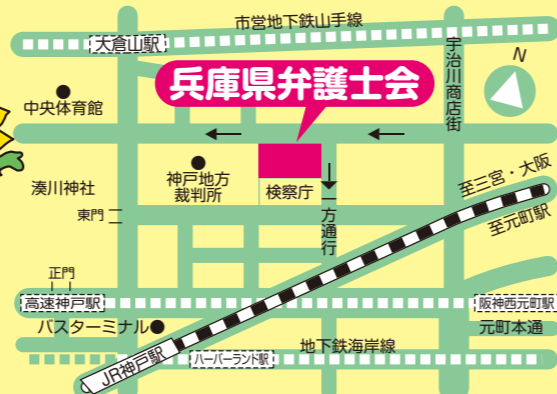 市営地下鉄山手線
大倉山駅
宇治川商店街
N
兵庫県弁護士会
中央体育館
神戸地方
裁判所
検察庁
一方通行
湊川神社
東門
至三宮・大阪
至元町駅
正門
高速神戸駅
阪神西元町駅
バスターミナル
元町本通
地下鉄海岸線
JR神戸駅
ハーバーランド駅